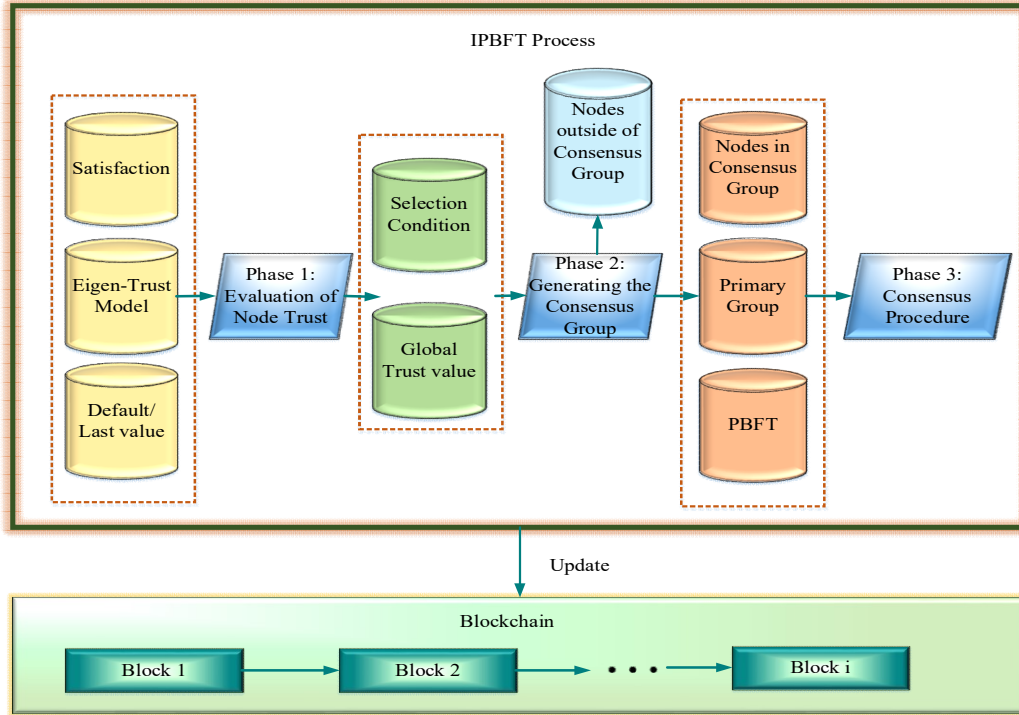 IPBFT Process
Satisfaction
Eigen-Trust
Model
Default/
Last value
Phase 1:
Evaluation of
Node Trust
Selection
Condition
Global
Trust value
Nodes
outside of
Consensus
Group
Phase 2:
Generating the
Consensus
Group
Nodes in
Consensus
Group
Primary
Group
PBFT
Phase 3:
Consensus
Procedure
Update
Blockchain
Block 1
Block 2
• • •
Block i